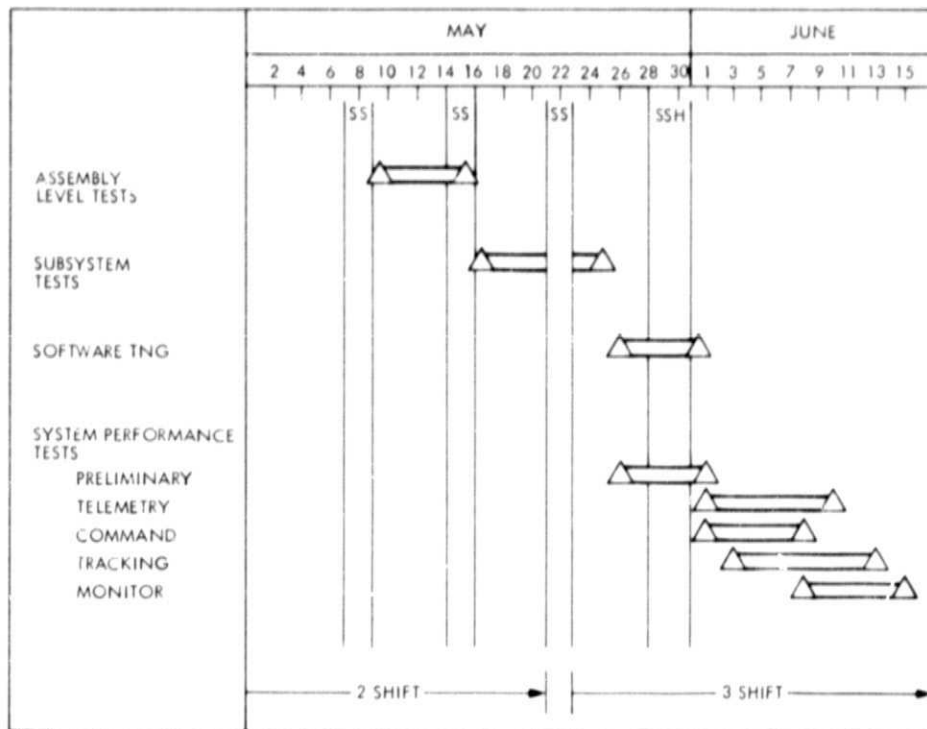 MAY JUNE
2 4 6 8 10 12 14 16 18 20 22 24 26 28 30 1 3 5 7 9 11 13 15
SS SS SS SSH
ASSEMBLY
LEVEL TESTS
SUBSYSTEM
TESTS
SOFTWARE TNG
SYSTEM PERFORMANCE
TESTS
PRELIMINARY
TELEMETRY
COMMAND
TRACKING
MONITOR
2 SHIFT 3 SHIFT